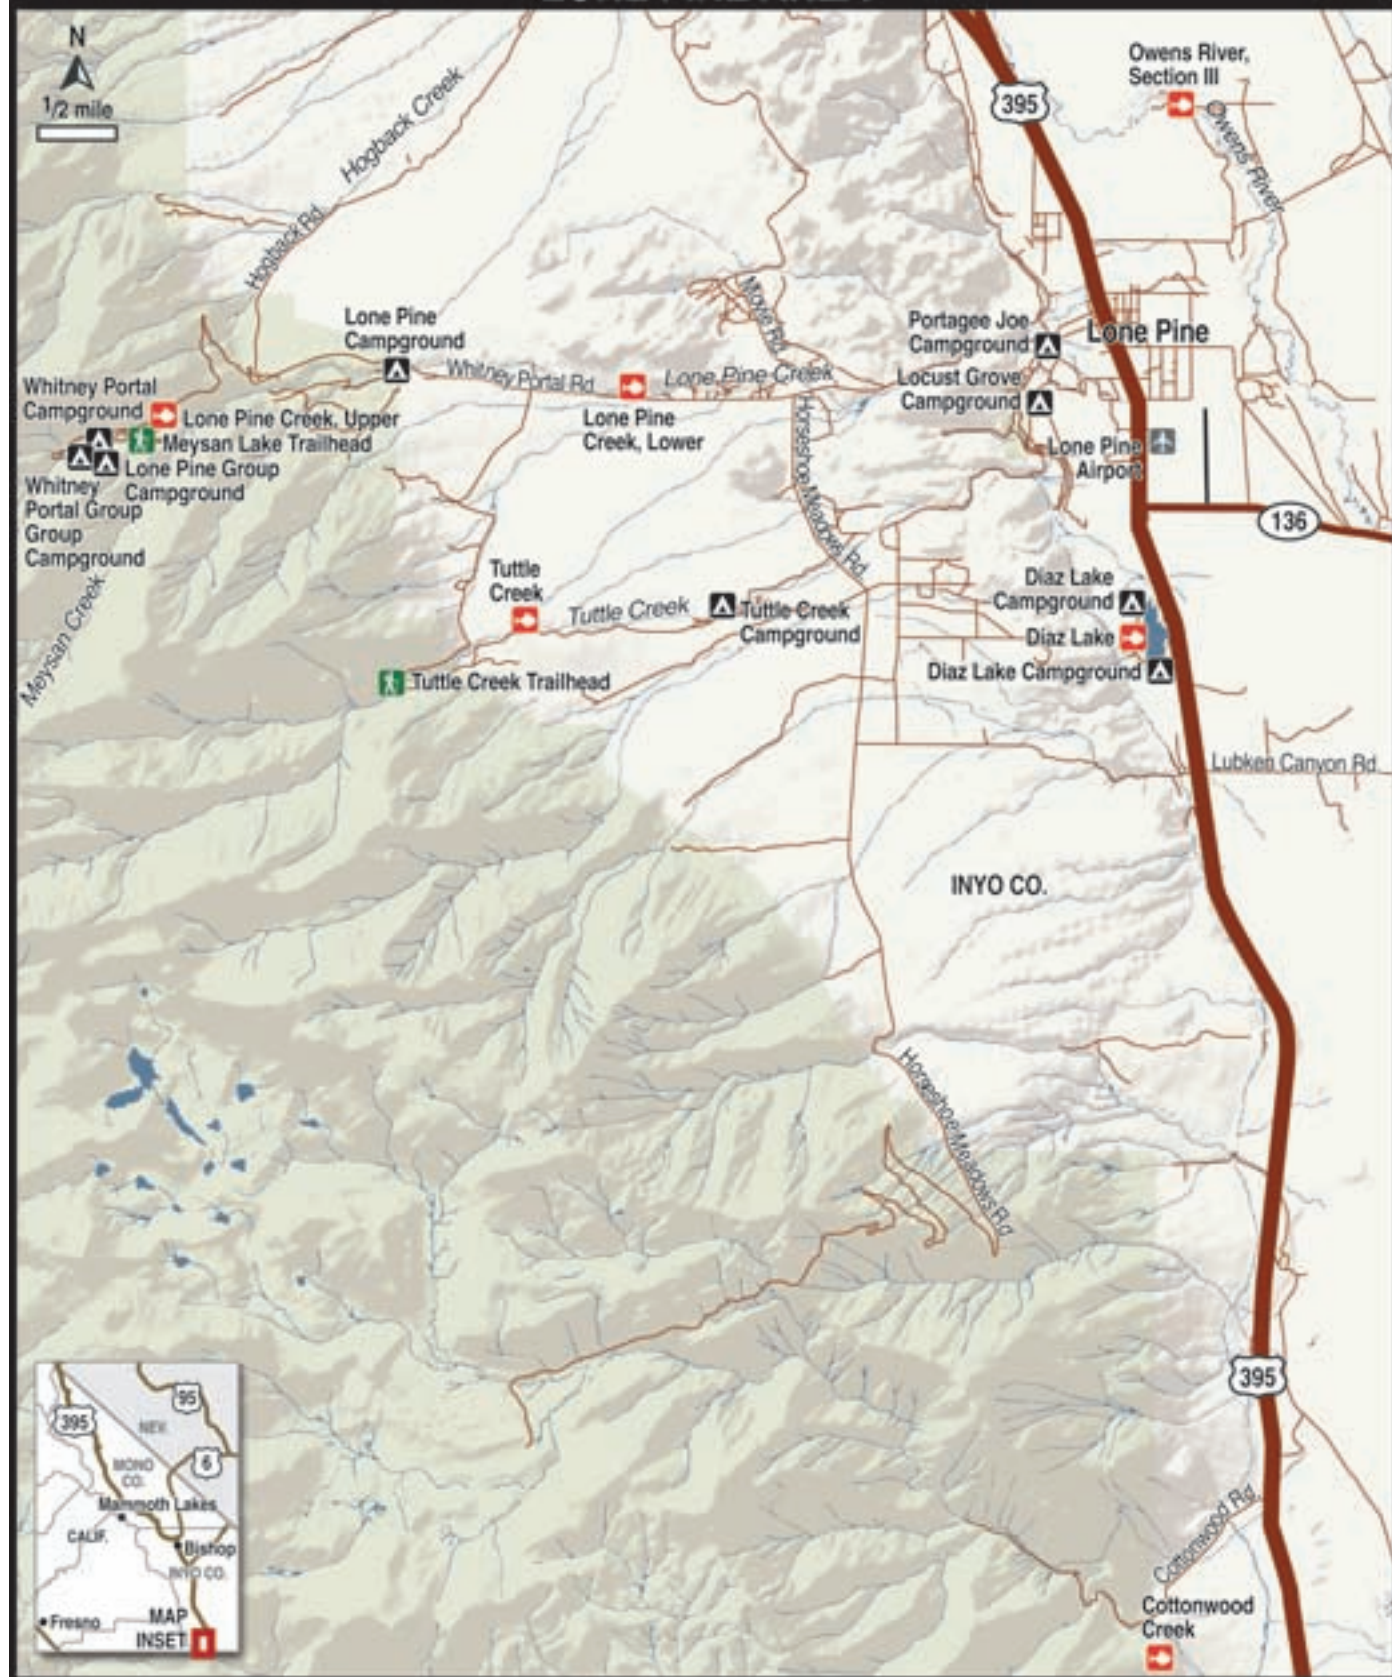 N
1/2 mile
Hogback Creek
Hogback Rd
395
Owens River,
Section III
Owens River
Lone Pine
Campground
Whitney Portal Rd
Movie Rd
Lone Pine Creek
Portagee Joe
Campground
Lone Pine
Locust Grove
Campground
Whitney Portal
Campground
Lone Pine Creek, Upper
Meysan Lake Trailhead
Lone Pine Group
Campground
Whitney
Portal Group
Group
Campground
Lone Pine
Creek, Lower
Horseshoe Meadows Rd
Lone Pine
Airport
136
Meysan Creek
Tuttle
Creek
Tuttle Creek
Tuttle Creek
Campground
Diaz Lake
Campground
Diaz Lake
Diaz Lake Campground
Tuttle Creek Trailhead
Lubken Canyon Rd
INYO CO.
Horseshoe Meadows Rd
395
Cottonwood Rd
Cottonwood
Creek
95
395
NEV.
6
MONO
CO.
Mammoth Lakes
CALIF.
Bishop
INYO CO.
Fresno
MAP
INSET